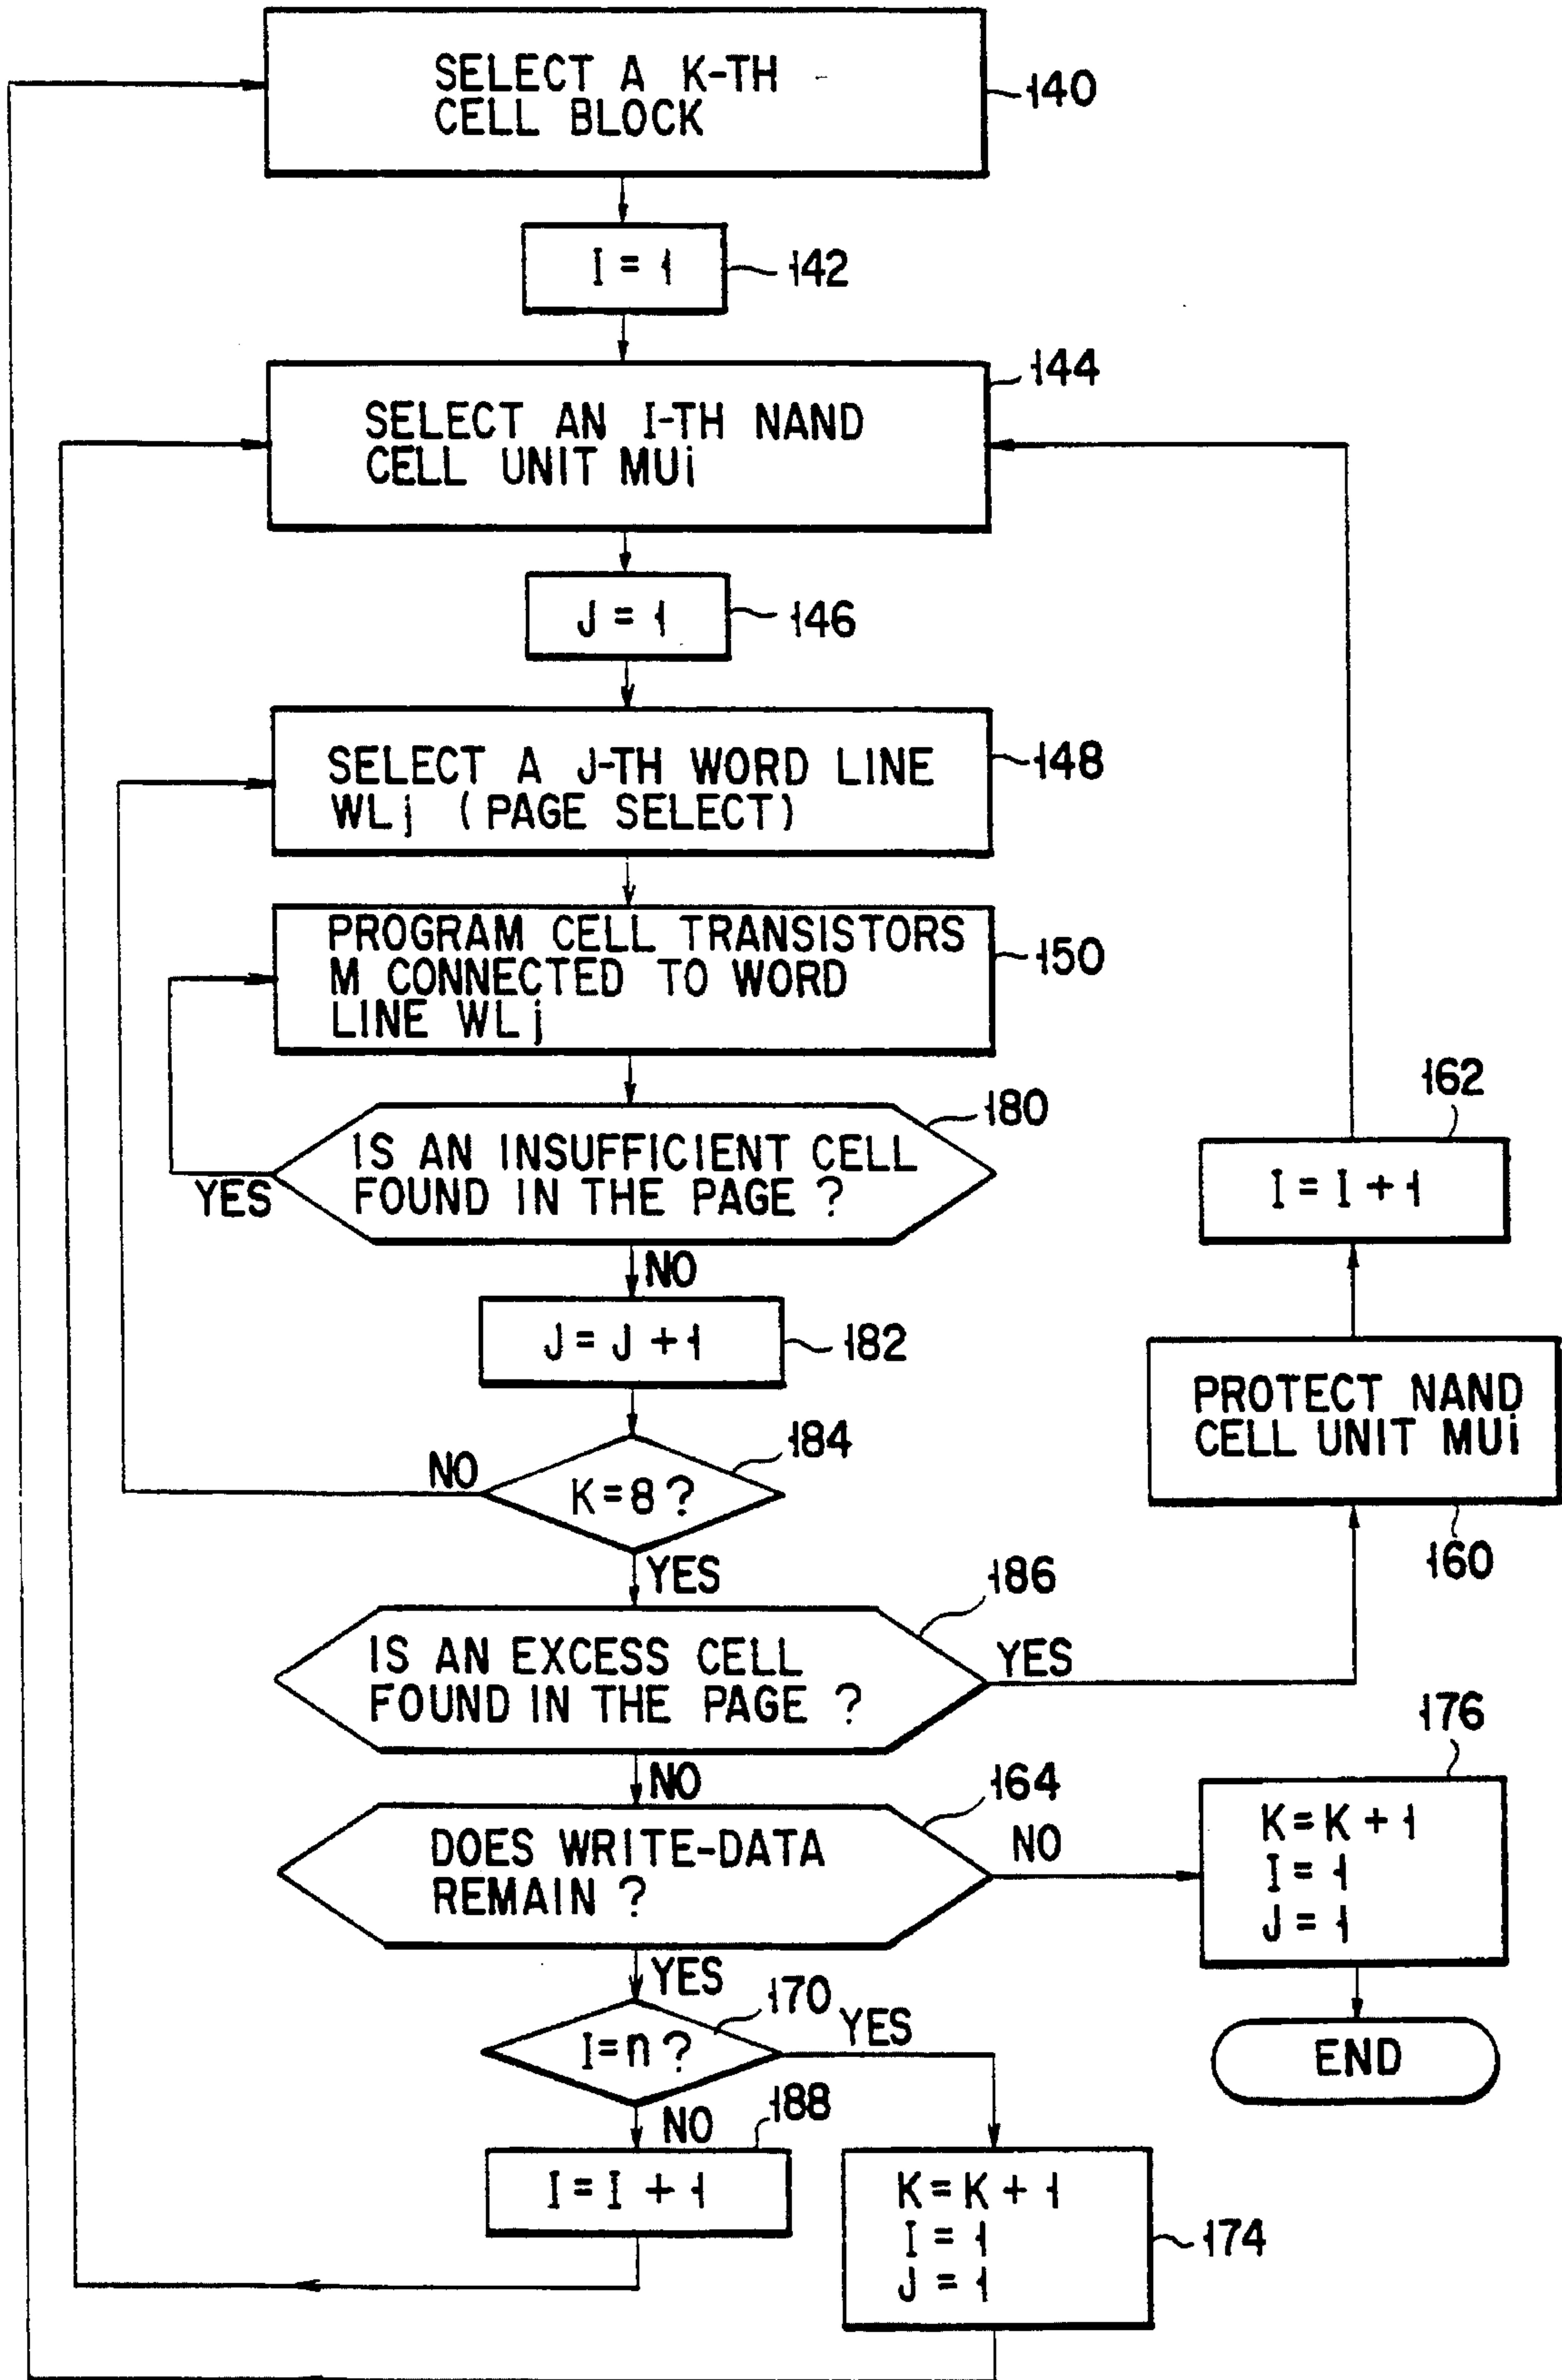 SELECT A K-TH
CELL BLOCK
140
I = 1
142
144
SELECT AN I-TH NAND
CELL UNIT MUi
J = 1
146
SELECT A J-TH WORD LINE
WLj (PAGE SELECT)
148
PROGRAM CELL TRANSISTORS
M CONNECTED TO WORD
LINE WLj
150
180
IS AN INSUFFICIENT CELL
FOUND IN THE PAGE ?
YES
NO
162
I = I + 1
J = J + 1
182
PROTECT NAND
CELL UNIT MUi
160
184
K = 8 ?
NO
YES
186
IS AN EXCESS CELL
FOUND IN THE PAGE ?
YES
NO
164
DOES WRITE-DATA
REMAIN ?
NO
YES
176
K = K + 1
I = 1
J = 1
END
170
I = n ?
YES
NO
188
I = I + 1
K = K + 1
I = 1
J = 1
174